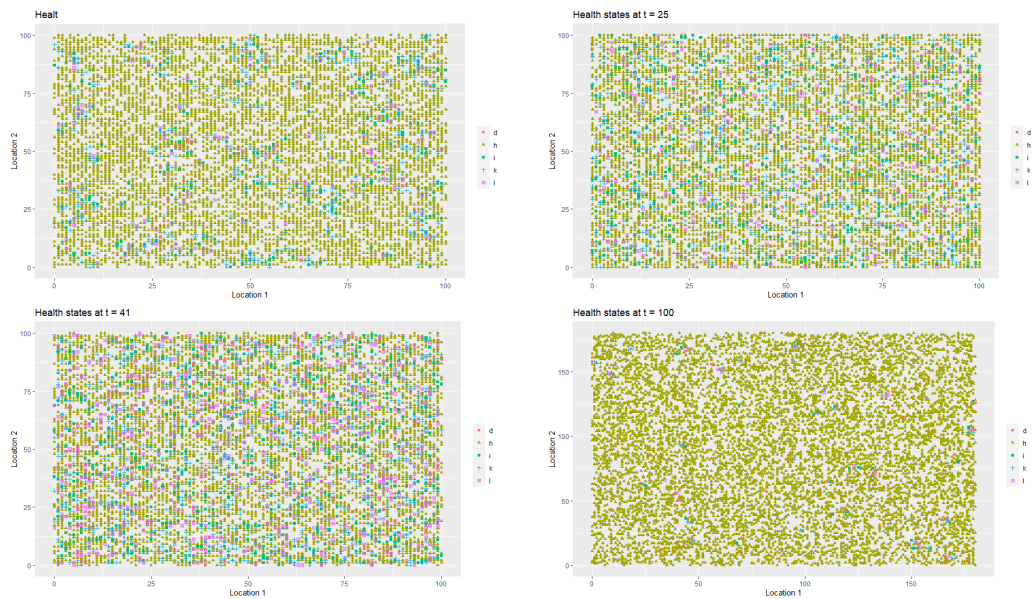 Healt
100
75
50
25
0
Location 2
0
25
50
75
100
Location 1
d
h
i
k
l
Health states at t = 25
100
75
50
25
0
Location 2
0
25
50
75
100
Location 1
d
h
i
k
l
Health states at t = 41
100
75
50
25
0
Location 2
0
25
50
75
100
Location 1
d
h
i
k
l
Health states at t = 100
150
100
50
0
Location 2
0
50
100
150
Location 1
d
h
i
k
l